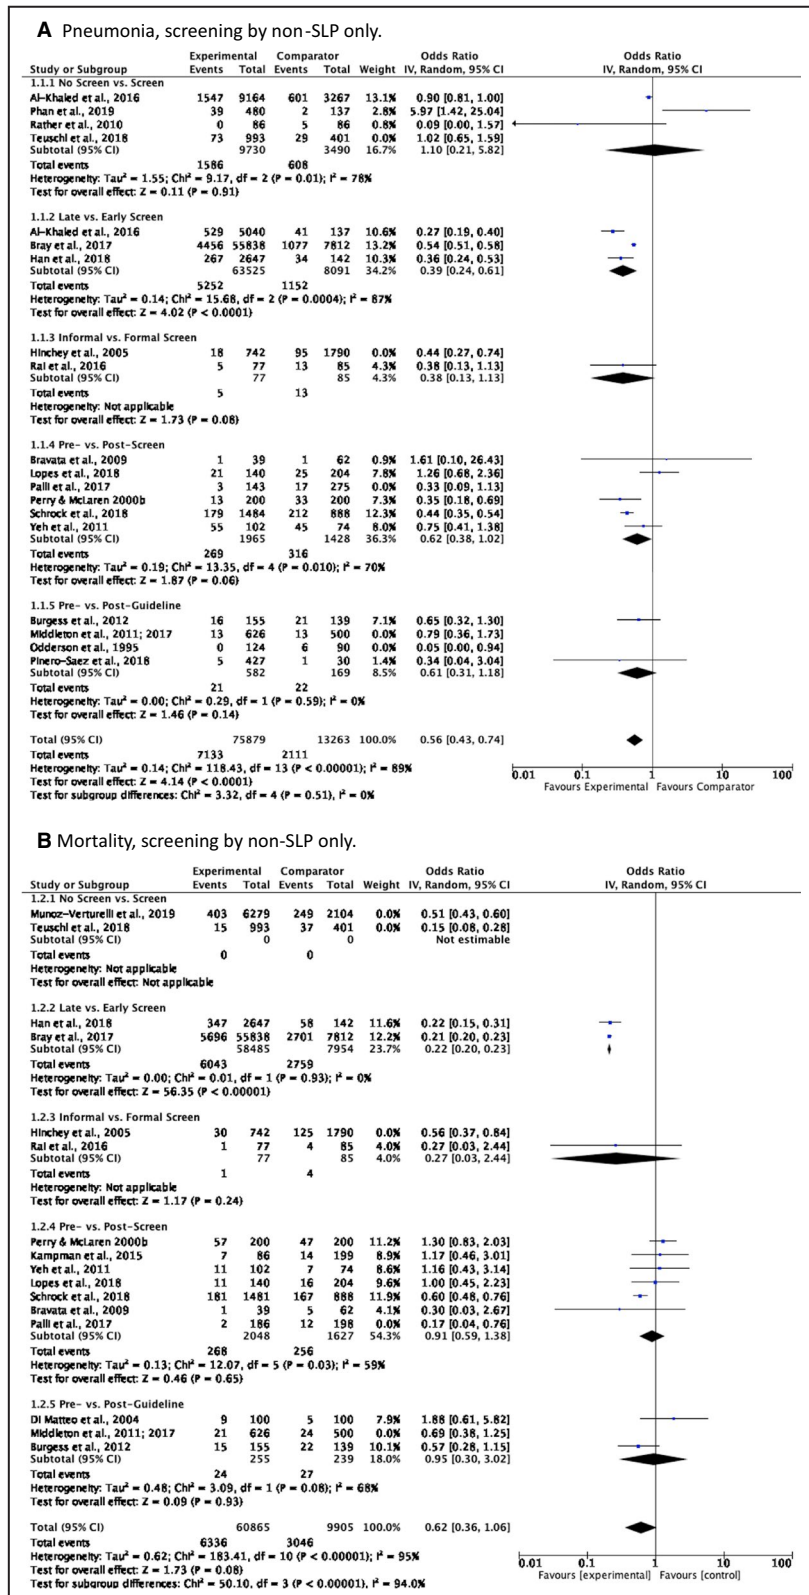 A Pneumonia, screening by non-SLP only.
Experimental Comparator Odds Ratio Odds Ratio
Study or Subgroup Events Total Events Total Weight IV, Random, 95% CI IV, Random, 95% CI
1.1.1 No Screen vs. Screen
Al-Khaled et al., 2016 1547 9164 601 3267 13.1% 0.90 [0.81, 1.00]
Phan et al., 2019 39 480 2 137 2.8% 5.97 [1.42, 25.04]
Rather et al., 2010 0 86 5 86 0.0% 0.09 [0.00, 1.57]
Teuschl et al., 2018 73 993 29 401 0.0% 1.02 [0.65, 1.59]
Subtotal (95% CI) 9730 3490 16.7% 1.10 [0.21, 5.82]
Total events 1586 608
Heterogeneity: Tau² = 1.55; Chi² = 9.17, df = 2 (P = 0.01); I² = 78%
Test for overall effect: Z = 0.11 (P = 0.91)
1.1.2 Late vs. Early Screen
Al-Khaled et al., 2016 529 5040 41 137 10.6% 0.27 [0.19, 0.40]
Bray et al., 2017 4456 55838 1077 7812 13.2% 0.54 [0.51, 0.58]
Han et al., 2018 267 2647 34 142 10.3% 0.36 [0.24, 0.53]
Subtotal (95% CI) 63525 8091 34.2% 0.39 [0.24, 0.61]
Total events 5252 1152
Heterogeneity: Tau² = 0.14; Chi² = 15.68, df = 2 (P = 0.0004); I² = 87%
Test for overall effect: Z = 4.02 (P < 0.0001)
1.1.3 Informal vs. Formal Screen
Hinchey et al., 2005 18 742 95 1790 0.0% 0.44 [0.27, 0.74]
Rai et al., 2016 5 77 13 85 4.3% 0.38 [0.13, 1.13]
Subtotal (95% CI) 77 85 4.3% 0.38 [0.13, 1.13]
Total events 5 13
Heterogeneity: Not applicable
Test for overall effect: Z = 1.73 (P = 0.08)
1.1.4 Pre- vs. Post-Screen
Bravata et al., 2009 1 39 1 62 0.9% 1.61 [0.10, 26.43]
Lopes et al., 2018 21 140 25 204 7.8% 1.26 [0.68, 2.36]
Palli et al., 2017 3 143 17 275 0.0% 0.33 [0.09, 1.13]
Perry & McLaren 2000b 13 200 33 200 7.3% 0.35 [0.18, 0.69]
Schrock et al., 2018 179 1484 212 888 12.3% 0.44 [0.35, 0.54]
Yeh et al., 2011 55 102 45 74 8.0% 0.75 [0.41, 1.38]
Subtotal (95% CI) 1965 1428 36.3% 0.62 [0.38, 1.02]
Total events 269 316
Heterogeneity: Tau² = 0.19; Chi² = 13.35, df = 4 (P = 0.010); I² = 70%
Test for overall effect: Z = 1.87 (P = 0.06)
1.1.5 Pre- vs. Post-Guideline
Burgess et al., 2012 16 155 21 139 7.1% 0.65 [0.32, 1.30]
Middleton et al., 2011; 2017 13 626 13 500 0.0% 0.79 [0.36, 1.73]
Odderson et al., 1995 0 124 6 90 0.0% 0.05 [0.00, 0.94]
Pinero-Saez et al., 2018 5 427 1 30 1.4% 0.34 [0.04, 3.04]
Subtotal (95% CI) 582 169 8.5% 0.61 [0.31, 1.18]
Total events 21 22
Heterogeneity: Tau² = 0.00; Chi² = 0.29, df = 1 (P = 0.59); I² = 0%
Test for overall effect: Z = 1.46 (P = 0.14)
Total (95% CI) 75879 13263 100.0% 0.56 [0.43, 0.74]
Total events 7133 2111
Heterogeneity: Tau² = 0.14; Chi² = 118.43, df = 13 (P < 0.00001); I² = 89%
Test for overall effect: Z = 4.14 (P < 0.0001)
Test for subgroup differences: Chi² = 3.32, df = 4 (P = 0.51), I² = 0%
0.01 0.1 1 10 100
Favours Experimental Favours Comparator
B Mortality, screening by non-SLP only.
Experimental Comparator Odds Ratio Odds Ratio
Study or Subgroup Events Total Events Total Weight IV, Random, 95% CI IV, Random, 95% CI
1.2.1 No Screen vs. Screen
Munoz-Verturelli et al., 2019 403 6279 249 2104 0.0% 0.51 [0.43, 0.60]
Teuschl et al., 2018 15 993 37 401 0.0% 0.15 [0.08, 0.28]
Subtotal (95% CI) 0 0 Not estimable
Total events 0 0
Heterogeneity: Not applicable
Test for overall effect: Not applicable
1.2.2 Late vs. Early Screen
Han et al., 2018 347 2647 58 142 11.6% 0.22 [0.15, 0.31]
Bray et al., 2017 5696 55838 2701 7812 12.2% 0.21 [0.20, 0.23]
Subtotal (95% CI) 58485 7954 23.7% 0.22 [0.20, 0.23]
Total events 6043 2759
Heterogeneity: Tau² = 0.00; Chi² = 0.01, df = 1 (P = 0.93); I² = 0%
Test for overall effect: Z = 56.35 (P < 0.00001)
1.2.3 Informal vs. Formal Screen
Hinchey et al., 2005 30 742 125 1790 0.0% 0.56 [0.37, 0.84]
Rai et al., 2016 1 77 4 85 4.0% 0.27 [0.03, 2.44]
Subtotal (95% CI) 77 85 4.0% 0.27 [0.03, 2.44]
Total events 1 4
Heterogeneity: Not applicable
Test for overall effect: Z = 1.17 (P = 0.24)
1.2.4 Pre- vs. Post-Screen
Perry & McLaren 2000b 57 200 47 200 11.2% 1.30 [0.83, 2.03]
Kampman et al., 2015 7 86 14 199 8.9% 1.17 [0.46, 3.01]
Yeh et al., 2011 11 102 7 74 8.6% 1.16 [0.43, 3.14]
Lopes et al., 2018 11 140 16 204 9.6% 1.00 [0.45, 2.23]
Schrock et al., 2018 181 1481 167 888 11.9% 0.60 [0.48, 0.76]
Bravata et al., 2009 1 39 5 62 4.1% 0.30 [0.03, 2.67]
Palli et al., 2017 2 186 12 198 0.0% 0.17 [0.04, 0.76]
Subtotal (95% CI) 2048 1627 54.3% 0.91 [0.59, 1.38]
Total events 268 256
Heterogeneity: Tau² = 0.13; Chi² = 12.07, df = 5 (P = 0.03); I² = 59%
Test for overall effect: Z = 0.46 (P = 0.65)
1.2.5 Pre- vs. Post-Guideline
Di Matteo et al., 2004 9 100 5 100 7.9% 1.88 [0.61, 5.82]
Middleton et al., 2011; 2017 21 626 24 500 0.0% 0.69 [0.38, 1.25]
Burgess et al., 2012 15 155 22 139 10.1% 0.57 [0.28, 1.15]
Subtotal (95% CI) 255 239 18.0% 0.95 [0.30, 3.02]
Total events 24 27
Heterogeneity: Tau² = 0.48; Chi² = 3.09, df = 1 (P = 0.08); I² = 68%
Test for overall effect: Z = 0.09 (P = 0.93)
Total (95% CI) 60865 9905 100.0% 0.62 [0.36, 1.06]
Total events 6336 3046
Heterogeneity: Tau² = 0.62; Chi² = 183.41, df = 10 (P < 0.00001); I² = 95%
Test for overall effect: Z = 1.73 (P = 0.08)
Test for subgroup differences: Chi² = 50.10, df = 3 (P < 0.00001), I² = 94.0%
0.01 0.1 1 10 100
Favours [experimental] Favours [control]